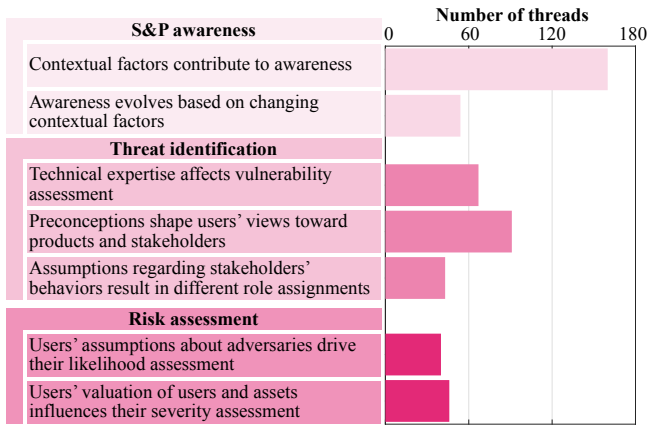 Number of threads
S&P awareness
0 60 120 180
Contextual factors contribute to awareness
Awareness evolves based on changing
contextual factors
Threat identification
Technical expertise affects vulnerability
assessment
Preconceptions shape users' views toward
products and stakeholders
Assumptions regarding stakeholders'
behaviors result in different role assignments
Risk assessment
Users' assumptions about adversaries drive
their likelihood assessment
Users' valuation of users and assets
influences their severity assessment